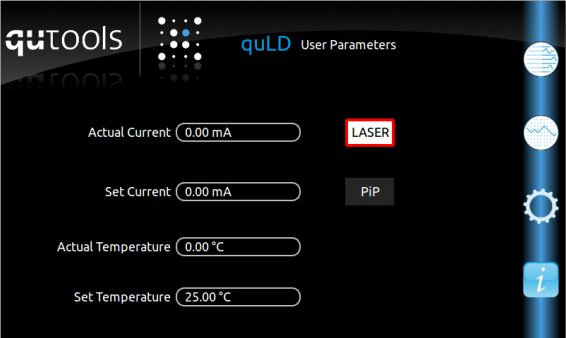 qutools
quLD User Parameters
Actual Current 0.00 mA LASER
Set Current 0.00 mA PiP
Actual Temperature 0.00 °C
Set Temperature 25.00 °C
i